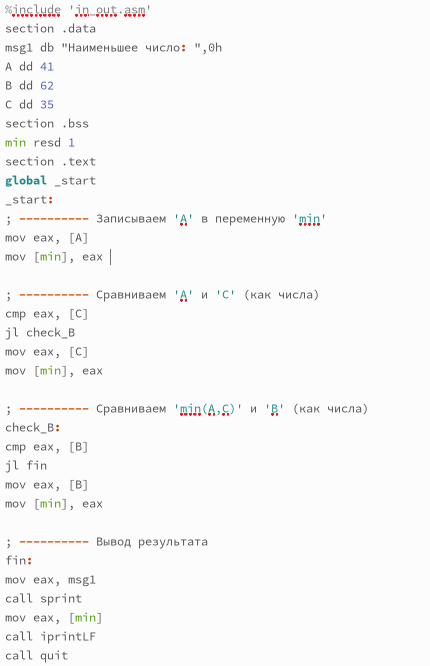 %include 'in_out.asm'
section .data
msg1 db "Наименьшее число: ",0h
A dd 41
B dd 62
C dd 35
section .bss
min resd 1
section .text
global _start
_start:
; ---------- Записываем 'A' в переменную 'min'
mov eax, [A]
mov [min], eax
; ---------- Сравниваем 'A' и 'C' (как числа)
cmp eax, [C]
jl check_B
mov eax, [C]
mov [min], eax
; ---------- Сравниваем 'min(A,C)' и 'B' (как числа)
check_B:
cmp eax, [B]
jl fin
mov eax, [B]
mov [min], eax
; ---------- Вывод результата
fin:
mov eax, msg1
call sprint
mov eax, [min]
call iprintLF
call quit